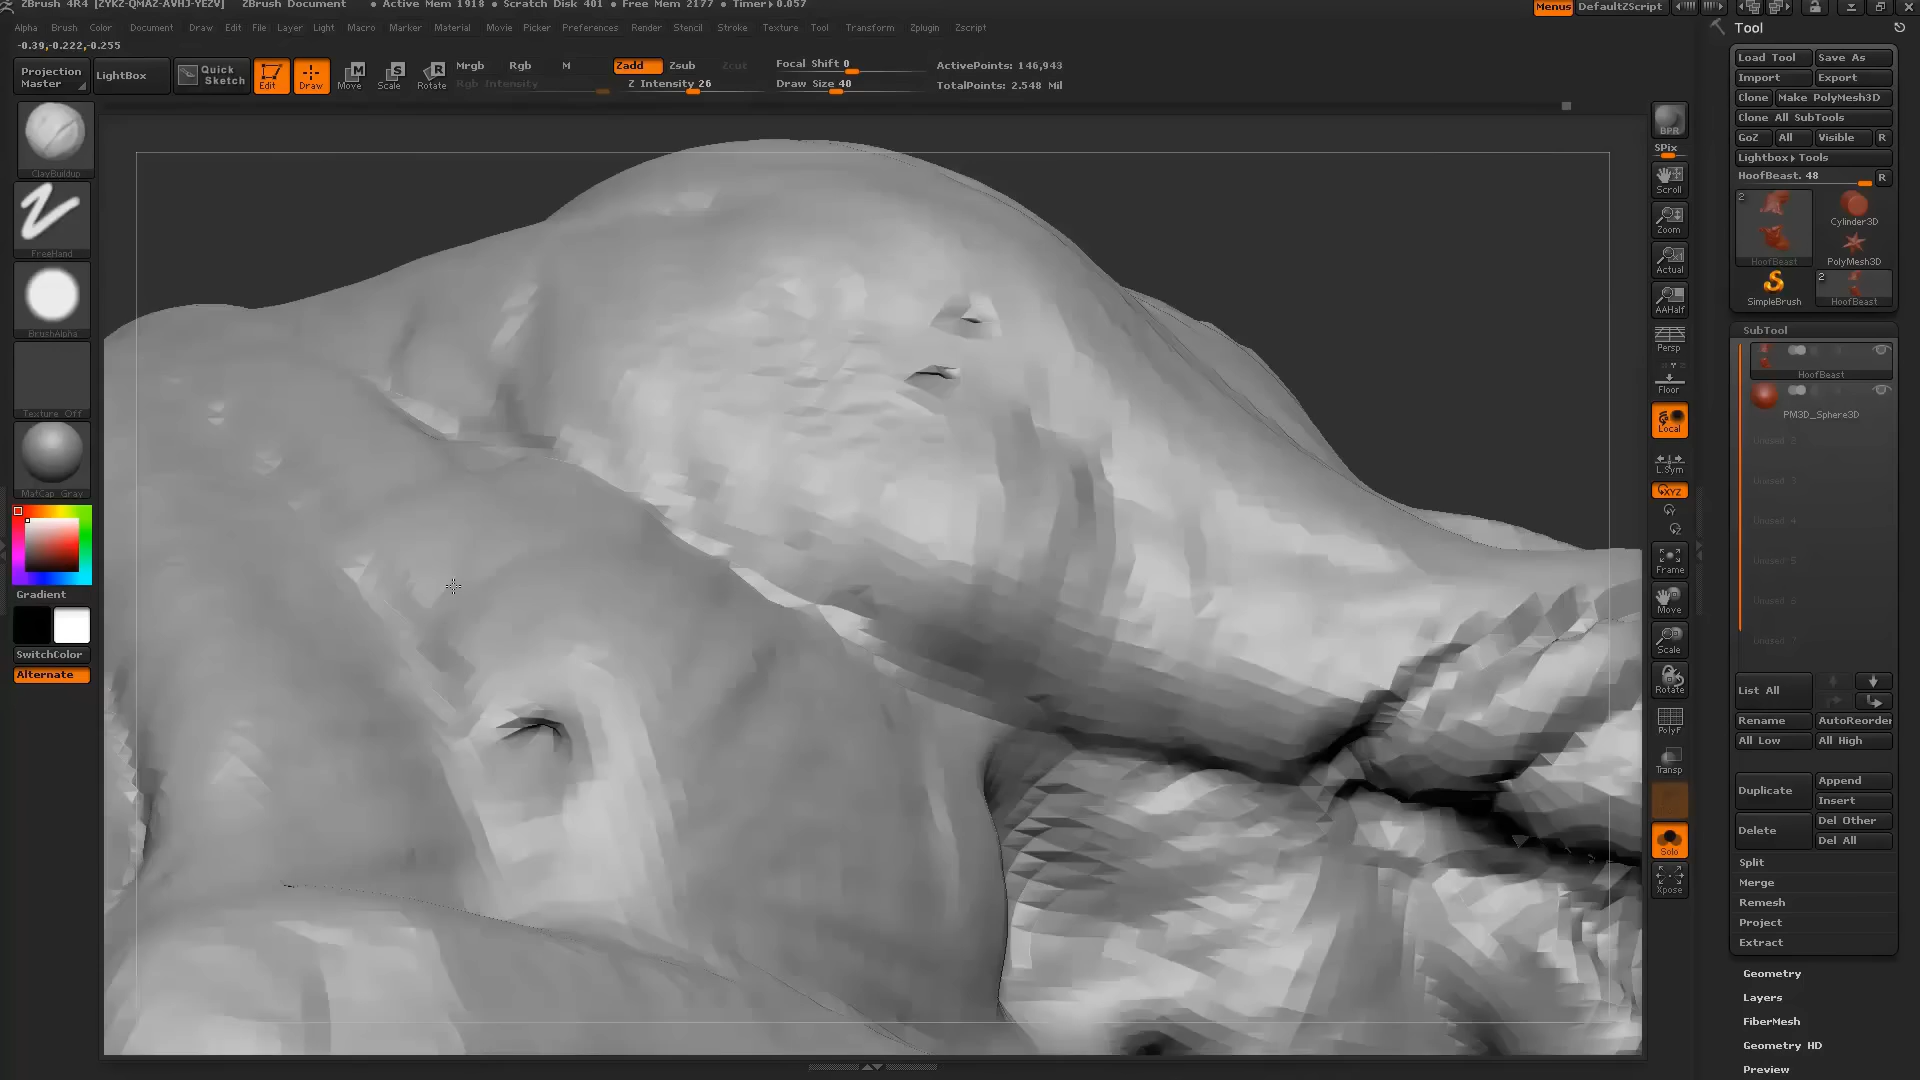 ZBrush 4R4 [ZYKZ-QMAZ-AVHJ-YEZV] ZBrush Document • Active Mem 1918 • Scratch Disk 401 • Free Mem 2177 • Timer▸0.057 Menus DefaultZScript
Alpha Brush Color Document Draw Edit File Layer Light Macro Marker Material Movie Picker Preferences Render Stencil Stroke Texture Tool Transform Zplugin Zscript
-0.39,-0.222,-0.255
Projection Master
LightBox
Quick Sketch
Edit
Draw
Move
Scale
Rotate
Mrgb Rgb M
Rgb Intensity
Zadd Zsub Zcut
Z Intensity 26
Focal Shift 0
Draw Size 40
ActivePoints: 146,943
TotalPoints: 2.548 Mil
ClayBuildup
FreeHand
BrushAlpha
Texture Off
MatCap Gray
Gradient
SwitchColor
Alternate
BPR
SPix
Scroll
Zoom
Actual
AAHalf
Persp
Floor
Local
L.Sym
XYZ
Frame
Move
Scale
Rotate
PolyF
Transp
Solo
Xpose
Tool
Load Tool Save As
Import Export
Clone Make PolyMesh3D
Clone All SubTools
GoZ All Visible R
Lightbox▸Tools
HoofBeast. 48 R
2
HoofBeast
Cylinder3D
PolyMesh3D
SimpleBrush
2
HoofBeast
SubTool
HoofBeast
PM3D_Sphere3D
List All
Rename AutoReorder
All Low All High
Duplicate
Append
Insert
Delete
Del Other
Del All
Split
Merge
Remesh
Project
Extract
Geometry
Layers
FiberMesh
Geometry HD
Preview